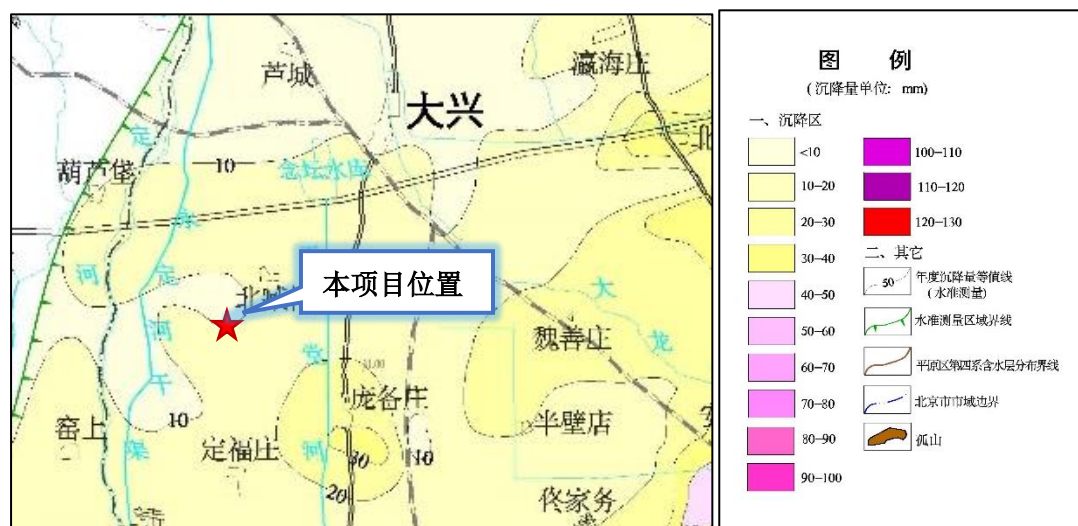 芦城
瀛海庄
大兴
北
定
葫芦垡
10
念坛水库
永
河
定
本项目位置
大
河
龙
魏善庄
干
庞各庄
10
窑上
定福庄
渠
河
30
10
半壁店
20
佟家务
图 例
(沉降量单位: mm)
一、沉降区
<10
10-20
20-30
30-40
40-50
50-60
60-70
70-80
80-90
90-100
100-110
110-120
120-130
二、其它
50
年度沉降量等值线
(水准测量)
水准测量区域界线
平原区第四系含水层分布界线
北京市市域边界
孤山